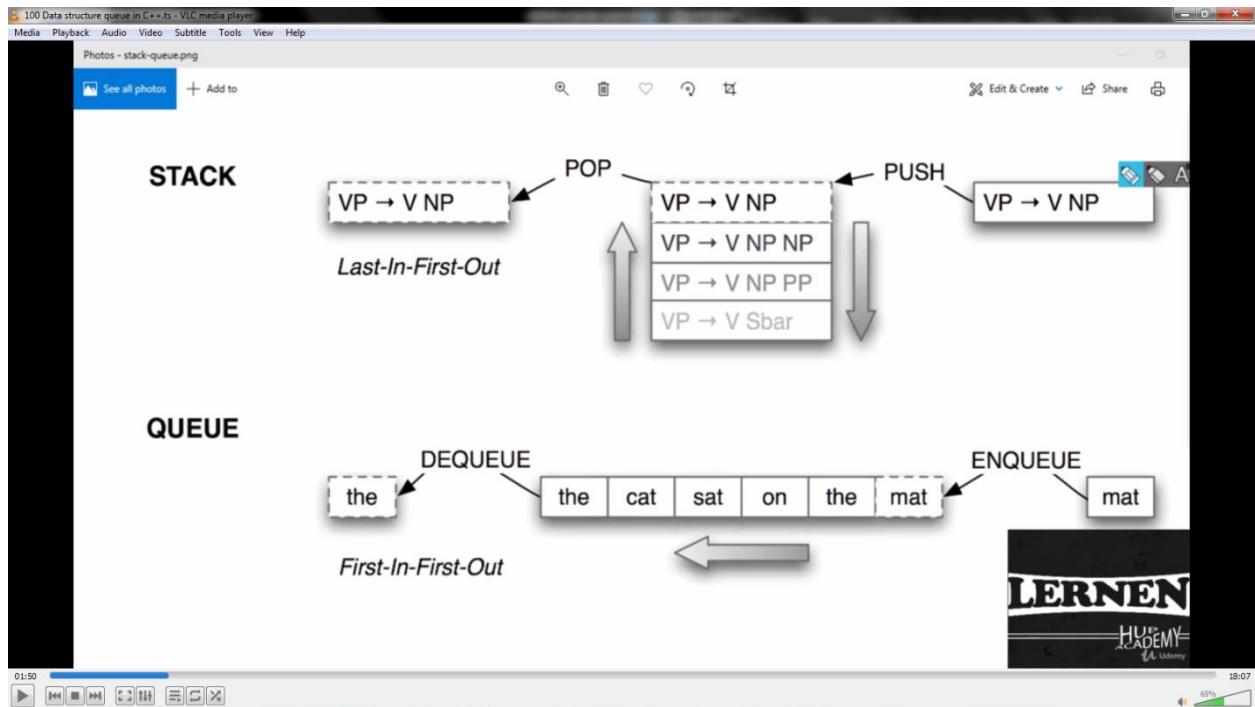 100 Data structure queue in C++.ts - VLC media player
Media Playback Audio Video Subtitle Tools View Help
Photos - stack-queue.png
See all photos + Add to Edit & Create Share
STACK
POP
PUSH
VP → V NP
VP → V NP
VP → V NP
A
VP → V NP NP
Last-In-First-Out
VP → V NP PP
VP → V Sbar
QUEUE
DEQUEUE
ENQUEUE
the
the cat sat on the mat
mat
First-In-First-Out
LERNEN
HUB
ACADEMY
Udemy
01:50
18:07
65%